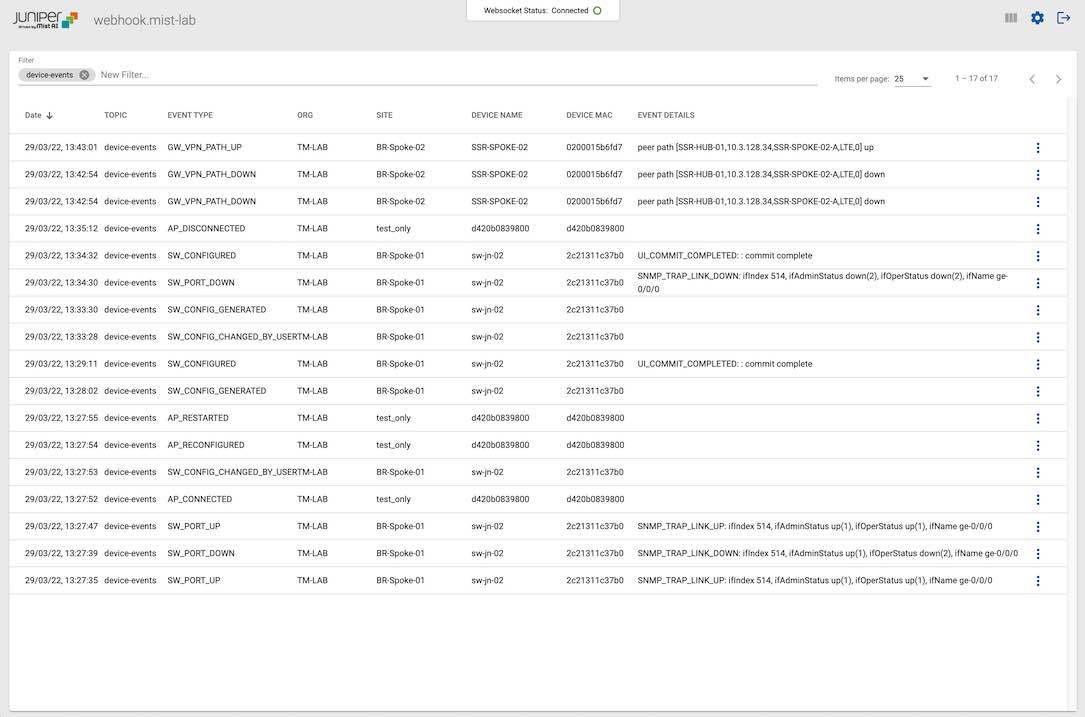 Juniper
driven by Mist AI
webhook.mist-lab
Websocket Status: Connected
Filter
device-events New Filter...
Items per page: 25 1 – 17 of 17
Date TOPIC EVENT TYPE ORG SITE DEVICE NAME DEVICE MAC EVENT DETAILS
29/03/22, 13:43:01 device-events GW_VPN_PATH_UP TM-LAB BR-Spoke-02 SSR-SPOKE-02 0200015b6fd7 peer path [SSR-HUB-01,10.3.128.34,SSR-SPOKE-02-A,LTE,0] up
29/03/22, 13:42:54 device-events GW_VPN_PATH_DOWN TM-LAB BR-Spoke-02 SSR-SPOKE-02 0200015b6fd7 peer path [SSR-HUB-01,10.3.128.34,SSR-SPOKE-02-A,LTE,0] down
29/03/22, 13:42:54 device-events GW_VPN_PATH_DOWN TM-LAB BR-Spoke-02 SSR-SPOKE-02 0200015b6fd7 peer path [SSR-HUB-01,10.3.128.34,SSR-SPOKE-02-A,LTE,0] down
29/03/22, 13:35:12 device-events AP_DISCONNECTED TM-LAB test_only d420b0839800 d420b0839800
29/03/22, 13:34:32 device-events SW_CONFIGURED TM-LAB BR-Spoke-01 sw-jn-02 2c21311c37b0 UI_COMMIT_COMPLETED: : commit complete
29/03/22, 13:34:30 device-events SW_PORT_DOWN TM-LAB BR-Spoke-01 sw-jn-02 2c21311c37b0 SNMP_TRAP_LINK_DOWN: ifIndex 514, ifAdminStatus down(2), ifOperStatus down(2), ifName ge-
0/0/0
29/03/22, 13:33:30 device-events SW_CONFIG_GENERATED TM-LAB BR-Spoke-01 sw-jn-02 2c21311c37b0
29/03/22, 13:33:28 device-events SW_CONFIG_CHANGED_BY_USERTM-LAB BR-Spoke-01 sw-jn-02 2c21311c37b0
29/03/22, 13:29:11 device-events SW_CONFIGURED TM-LAB BR-Spoke-01 sw-jn-02 2c21311c37b0 UI_COMMIT_COMPLETED: : commit complete
29/03/22, 13:28:02 device-events SW_CONFIG_GENERATED TM-LAB BR-Spoke-01 sw-jn-02 2c21311c37b0
29/03/22, 13:27:55 device-events AP_RESTARTED TM-LAB test_only d420b0839800 d420b0839800
29/03/22, 13:27:54 device-events AP_RECONFIGURED TM-LAB test_only d420b0839800 d420b0839800
29/03/22, 13:27:53 device-events SW_CONFIG_CHANGED_BY_USERTM-LAB BR-Spoke-01 sw-jn-02 2c21311c37b0
29/03/22, 13:27:52 device-events AP_CONNECTED TM-LAB test_only d420b0839800 d420b0839800
29/03/22, 13:27:47 device-events SW_PORT_UP TM-LAB BR-Spoke-01 sw-jn-02 2c21311c37b0 SNMP_TRAP_LINK_UP: ifIndex 514, ifAdminStatus up(1), ifOperStatus up(1), ifName ge-0/0/0
29/03/22, 13:27:39 device-events SW_PORT_DOWN TM-LAB BR-Spoke-01 sw-jn-02 2c21311c37b0 SNMP_TRAP_LINK_DOWN: ifIndex 514, ifAdminStatus up(1), ifOperStatus down(2), ifName ge-0/0/0
29/03/22, 13:27:35 device-events SW_PORT_UP TM-LAB BR-Spoke-01 sw-jn-02 2c21311c37b0 SNMP_TRAP_LINK_UP: ifIndex 514, ifAdminStatus up(1), ifOperStatus up(1), ifName ge-0/0/0